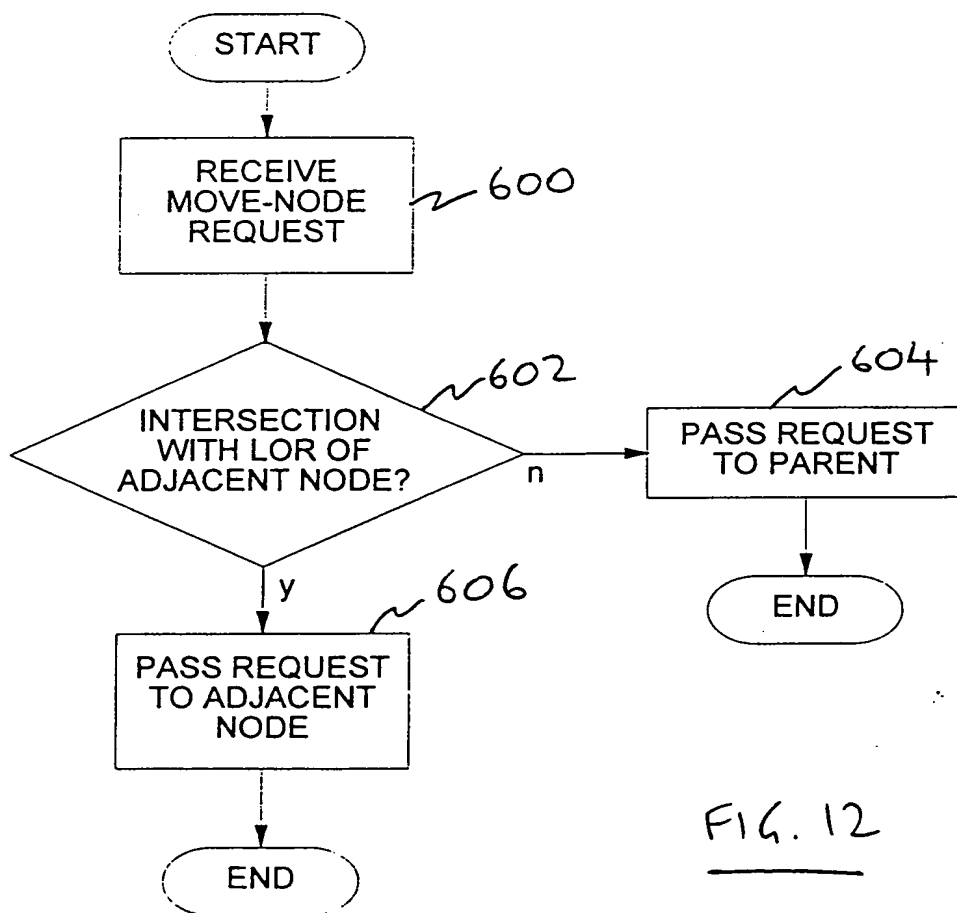 START
RECEIVE
MOVE-NODE
REQUEST
600
INTERSECTION
WITH LOR OF
ADJACENT NODE?
602
n
y
604
PASS REQUEST
TO PARENT
END
606
PASS REQUEST
TO ADJACENT
NODE
END
FIG. 12